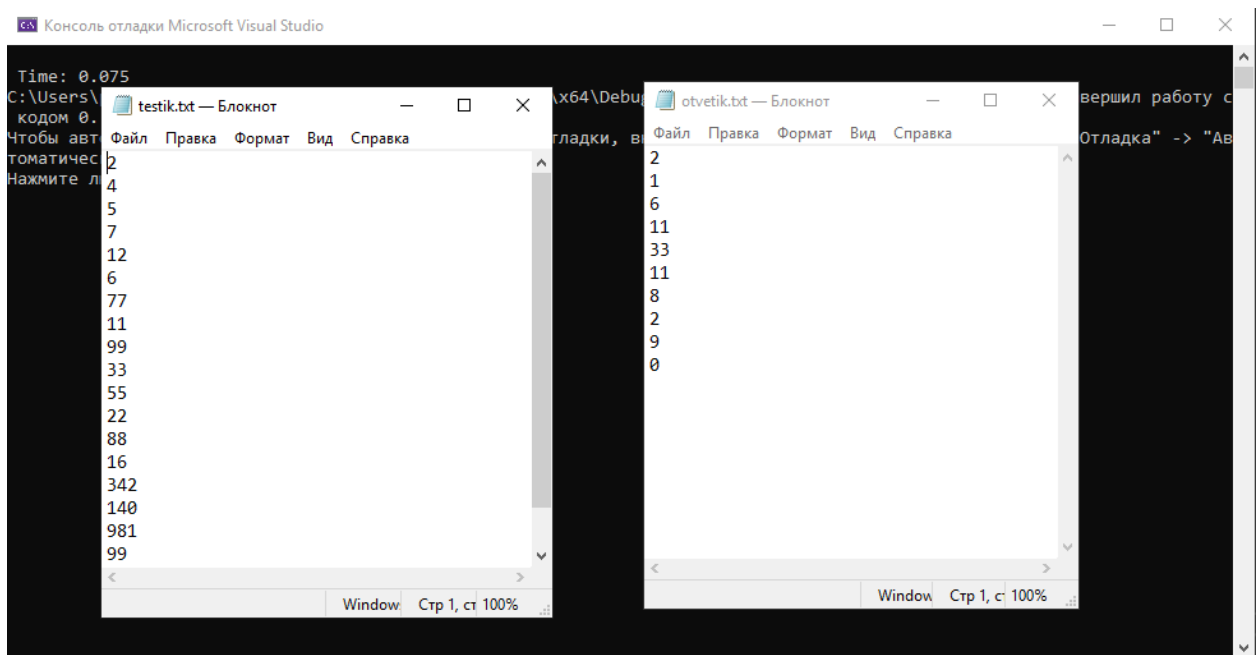 Консоль отладки Microsoft Visual Studio
Time: 0.075
C:\Users\
\x64\Debu
вершил работу с
кодом 0.
Чтобы авт
тладки, в
Отладка" -> "Ав
томатичес
Нажмите л
testik.txt — Блокнот
Файл Правка Формат Вид Справка
2
4
5
7
12
6
77
11
99
33
55
22
88
16
342
140
981
99
Window Стр 1, ст 100%
otvetik.txt — Блокнот
Файл Правка Формат Вид Справка
2
1
6
11
33
11
8
2
9
0
Window Стр 1, с 100%